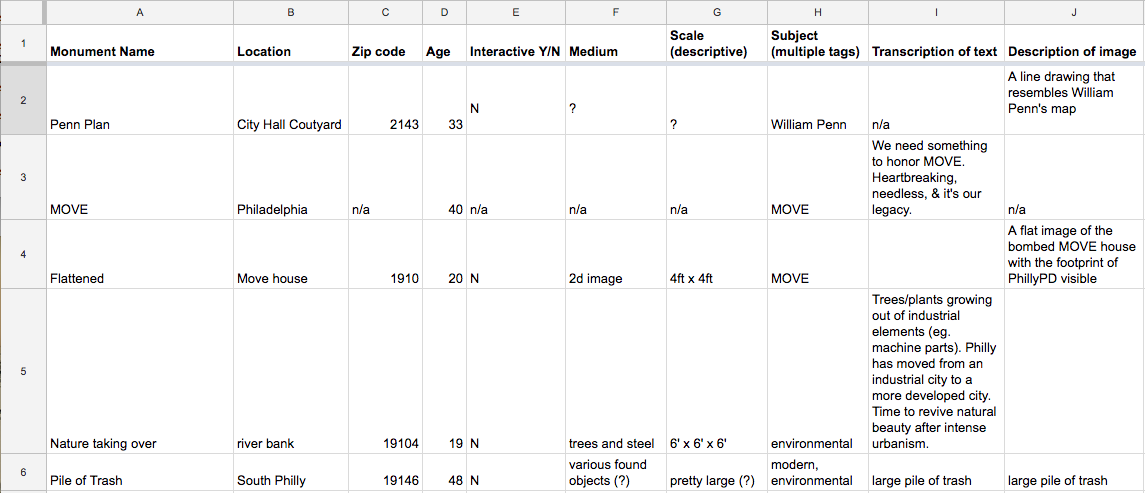 A B C D E F G H I J
1 Monument Name Location Zip code Age Interactive Y/N Medium Scale (descriptive) Subject (multiple tags) Transcription of text Description of image
2 Penn Plan City Hall Coutyard 2143 33 N ? ? William Penn n/a A line drawing that resembles William Penn's map
3 MOVE Philadelphia n/a 40 n/a n/a n/a MOVE We need something to honor MOVE. Heartbreaking, needless, & it's our legacy. n/a
4 Flattened Move house 1910 20 N 2d image 4ft x 4ft MOVE A flat image of the bombed MOVE house with the footprint of PhillyPD visible
5 Nature taking over river bank 19104 19 N trees and steel 6' x 6' x 6' environmental Trees/plants growing out of industrial elements (eg. machine parts). Philly has moved from an industrial city to a more developed city. Time to revive natural beauty after intense urbanism.
6 Pile of Trash South Philly 19146 48 N various found objects (?) pretty large (?) modern, environmental large pile of trash large pile of trash